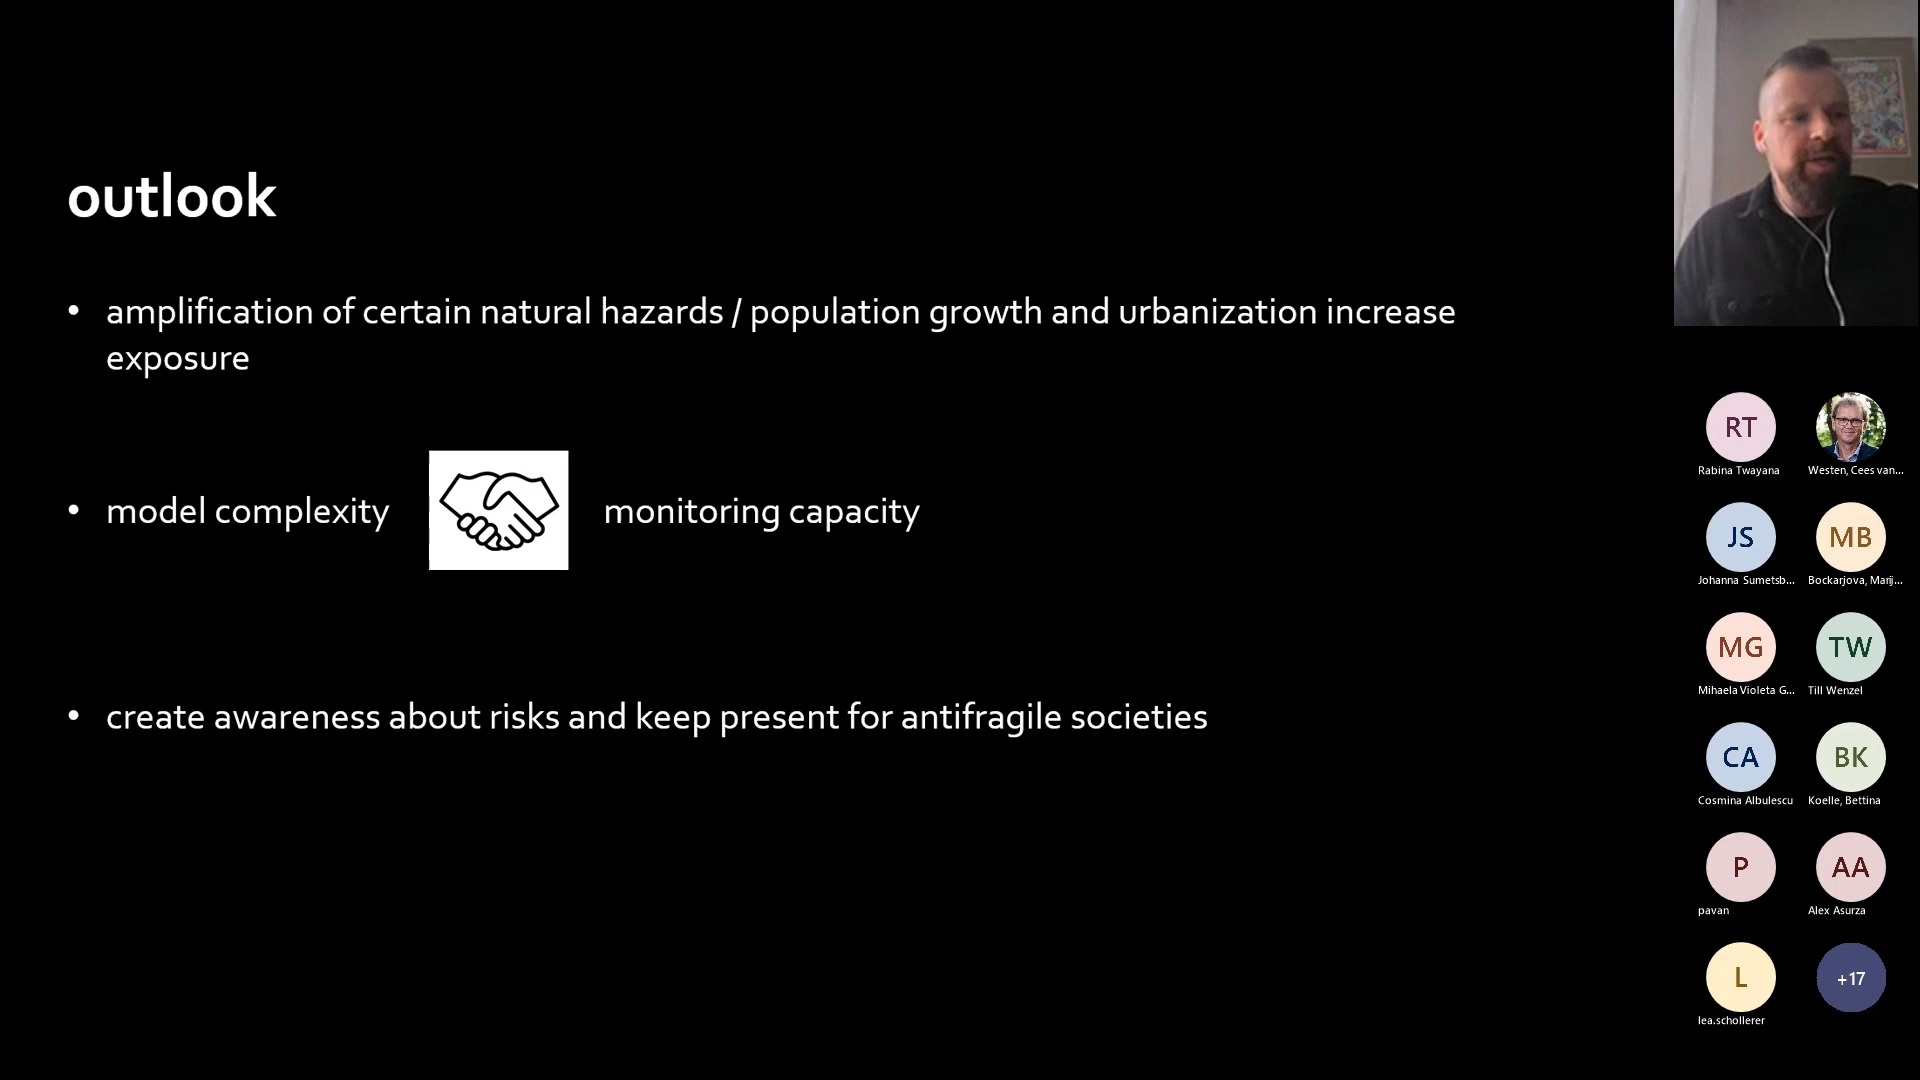 outlook
• amplification of certain natural hazards / population growth and urbanization increase
exposure
• model complexity monitoring capacity
• create awareness about risks and keep present for antifragile societies
RT
Rabina Twayana
Westen, Cees van...
JS
Johanna Sumetsb...
MB
Bockarjova, Marij...
MG
Mihaela Violeta G...
TW
Till Wenzel
CA
Cosmina Albulescu
BK
Koelle, Bettina
P
pavan
AA
Alex Asurza
L
lea.schollerer
+17